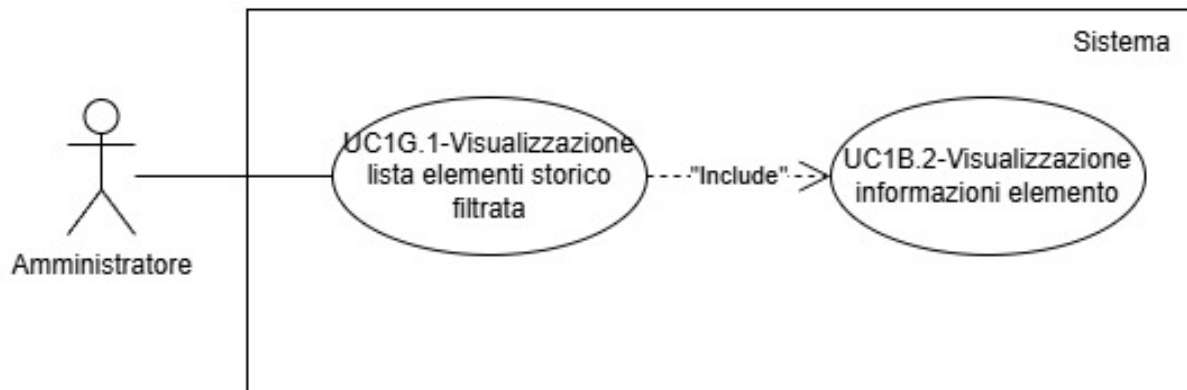 Sistema
UC1G.1-Visualizzazione
lista elementi storico
filtrata
"Include"
UC1B.2-Visualizzazione
informazioni elemento
Amministratore